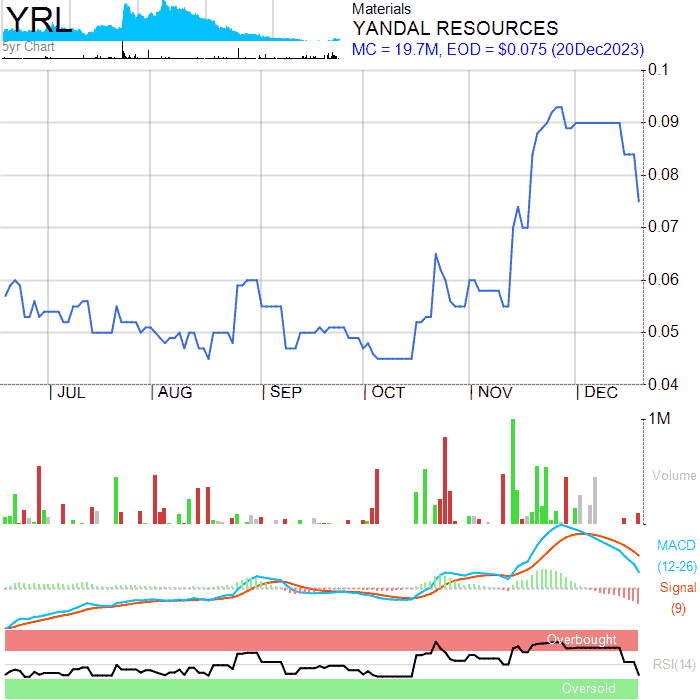 YRL
5yr Chart
Materials
YANDAL RESOURCES
MC = 19.7M, EOD = $0.075 (20Dec2023)
0.1
0.09
0.08
0.07
0.06
0.05
0.04
JUL AUG SEP OCT NOV DEC
1M
Volume
MACD
(12-26)
Signal
(9)
Overbought
RSI(14)
Oversold